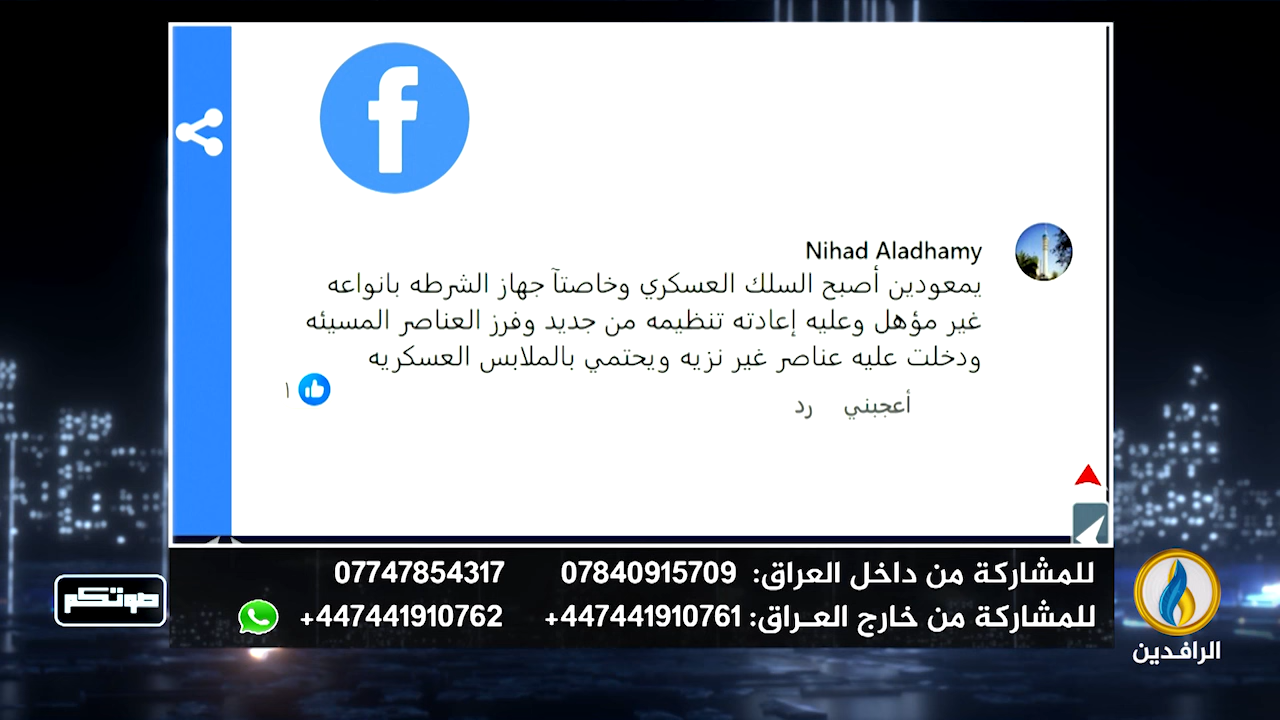 Nihad Aladhamy
يمعودين أصبح السلك العسكري وخاصتآ جهاز الشرطه بانواعه
غير مؤهل وعليه إعادته تنظيمه من جديد وفرز العناصر المسيئه
ودخلت عليه عناصر غير نزيه ويحتمي بالملابس العسكريه
أعجبني رد
١
للمشاركة من داخل العراق: 07840915709 07747854317
للمشاركة من خارج العـراق: 447441910761+ 447441910762+
صوتكم
الرافدين